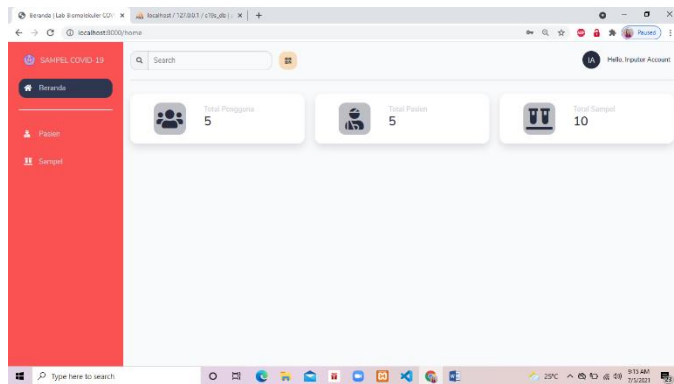 Beranda | Lab Biomolekuler COV
localhost / 127.0.0.1 / c19s_db |
localhost:8000/home
Paused
SAMPEL COVID-19
Search
IA
Hello, Inputor Account
Beranda
Total Pengguna
5
Total Pasien
5
Total Sampel
10
Pasien
Sampel
Type here to search
25°C
9:13 AM
7/5/2021